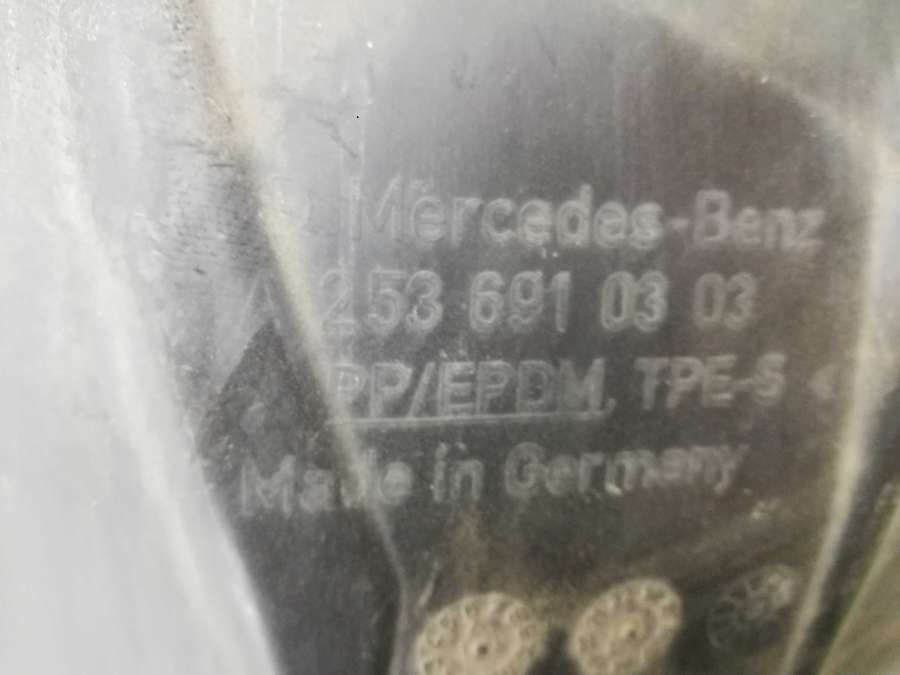 Mercedes-Benz
A 253 691 03 03
PP/EPDM, TPE-S <
Made in Germany